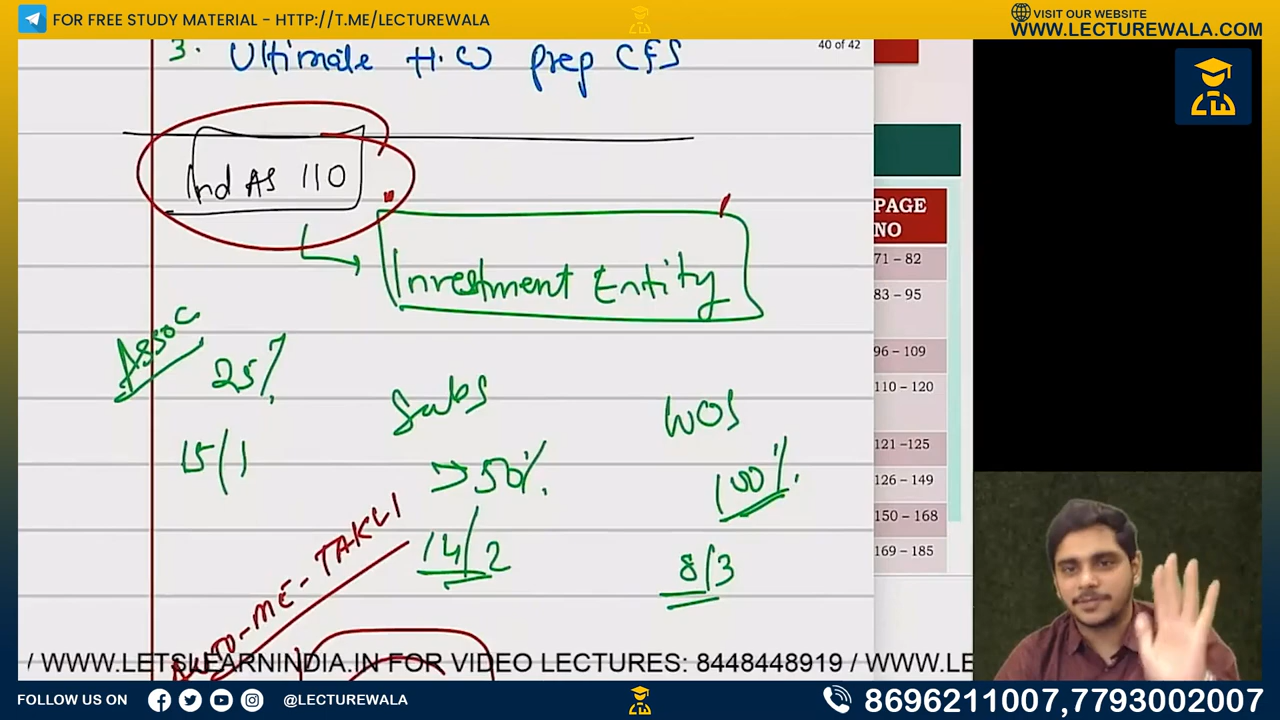 FOR FREE STUDY MATERIAL - HTTP://T.ME/LECTUREWALA
VISIT OUR WEBSITE
WWW.LECTUREWALA.COM
3. Ultimate H.W prep CFS
40 of 42
Ind AS 110
Investment Entity
PAGE NO
71 – 82
83 – 95
96 – 109
110 – 120
121 –125
126 – 149
150 – 168
169 – 185
Assoc
25%
15/1
Subs
>50%
14/2
WOS
100%
8/3
-ME-TAKLI
/ WWW.LETSLEARNINDIA.IN FOR VIDEO LECTURES: 8448448919 / WWW.LE
FOLLOW US ON
@LECTUREWALA
8696211007,7793002007